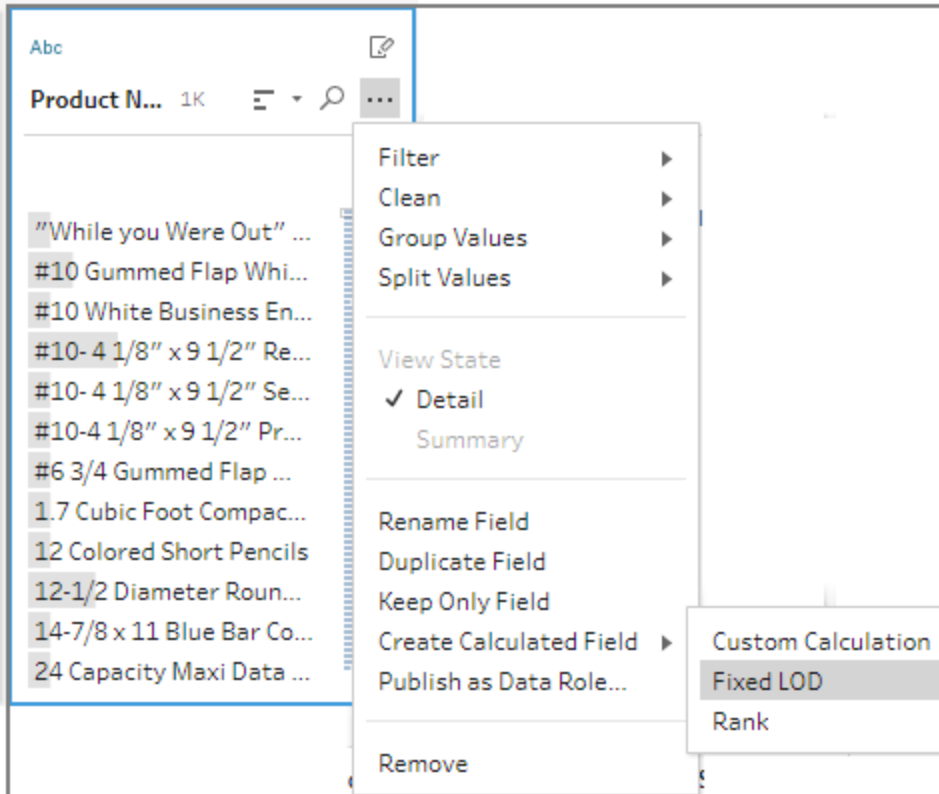 Abc
Product N... 1K
Filter
Clean
Group Values
Split Values
View State
Detail
Summary
Rename Field
Duplicate Field
Keep Only Field
Create Calculated Field
Publish as Data Role...
Remove
Custom Calculation
Fixed LOD
Rank
"While you Were Out" ...
#10 Gummed Flap Whi...
#10 White Business En...
#10- 4 1/8" x 9 1/2" Re...
#10- 4 1/8" x 9 1/2" Se...
#10-4 1/8" x 9 1/2" Pr...
#6 3/4 Gummed Flap ...
1.7 Cubic Foot Compac...
12 Colored Short Pencils
12-1/2 Diameter Roun...
14-7/8 x 11 Blue Bar Co...
24 Capacity Maxi Data ...